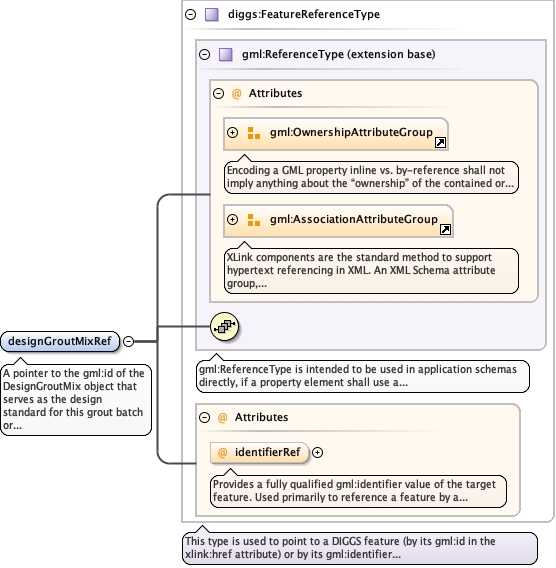 diggs:FeatureReferenceType
gml:ReferenceType (extension base)
@ Attributes
gml:OwnershipAttributeGroup
Encoding a GML property inline vs. by-reference shall not
imply anything about the “ownership” of the contained or...
gml:AssociationAttributeGroup
XLink components are the standard method to support
hypertext referencing in XML. An XML Schema attribute
group,...
designGroutMixRef
A pointer to the gml:id of the
DesignGroutMix object that
serves as the design
standard for this grout batch
or...
gml:ReferenceType is intended to be used in application schemas
directly, if a property element shall use a...
@ Attributes
@ identifierRef
Provides a fully qualified gml:identifier value of the target
feature. Used primarily to reference a feature by a...
This type is used to point to a DIGGS feature (by its gml:id in the
xlink:href attribute) or by its gml:identifier...